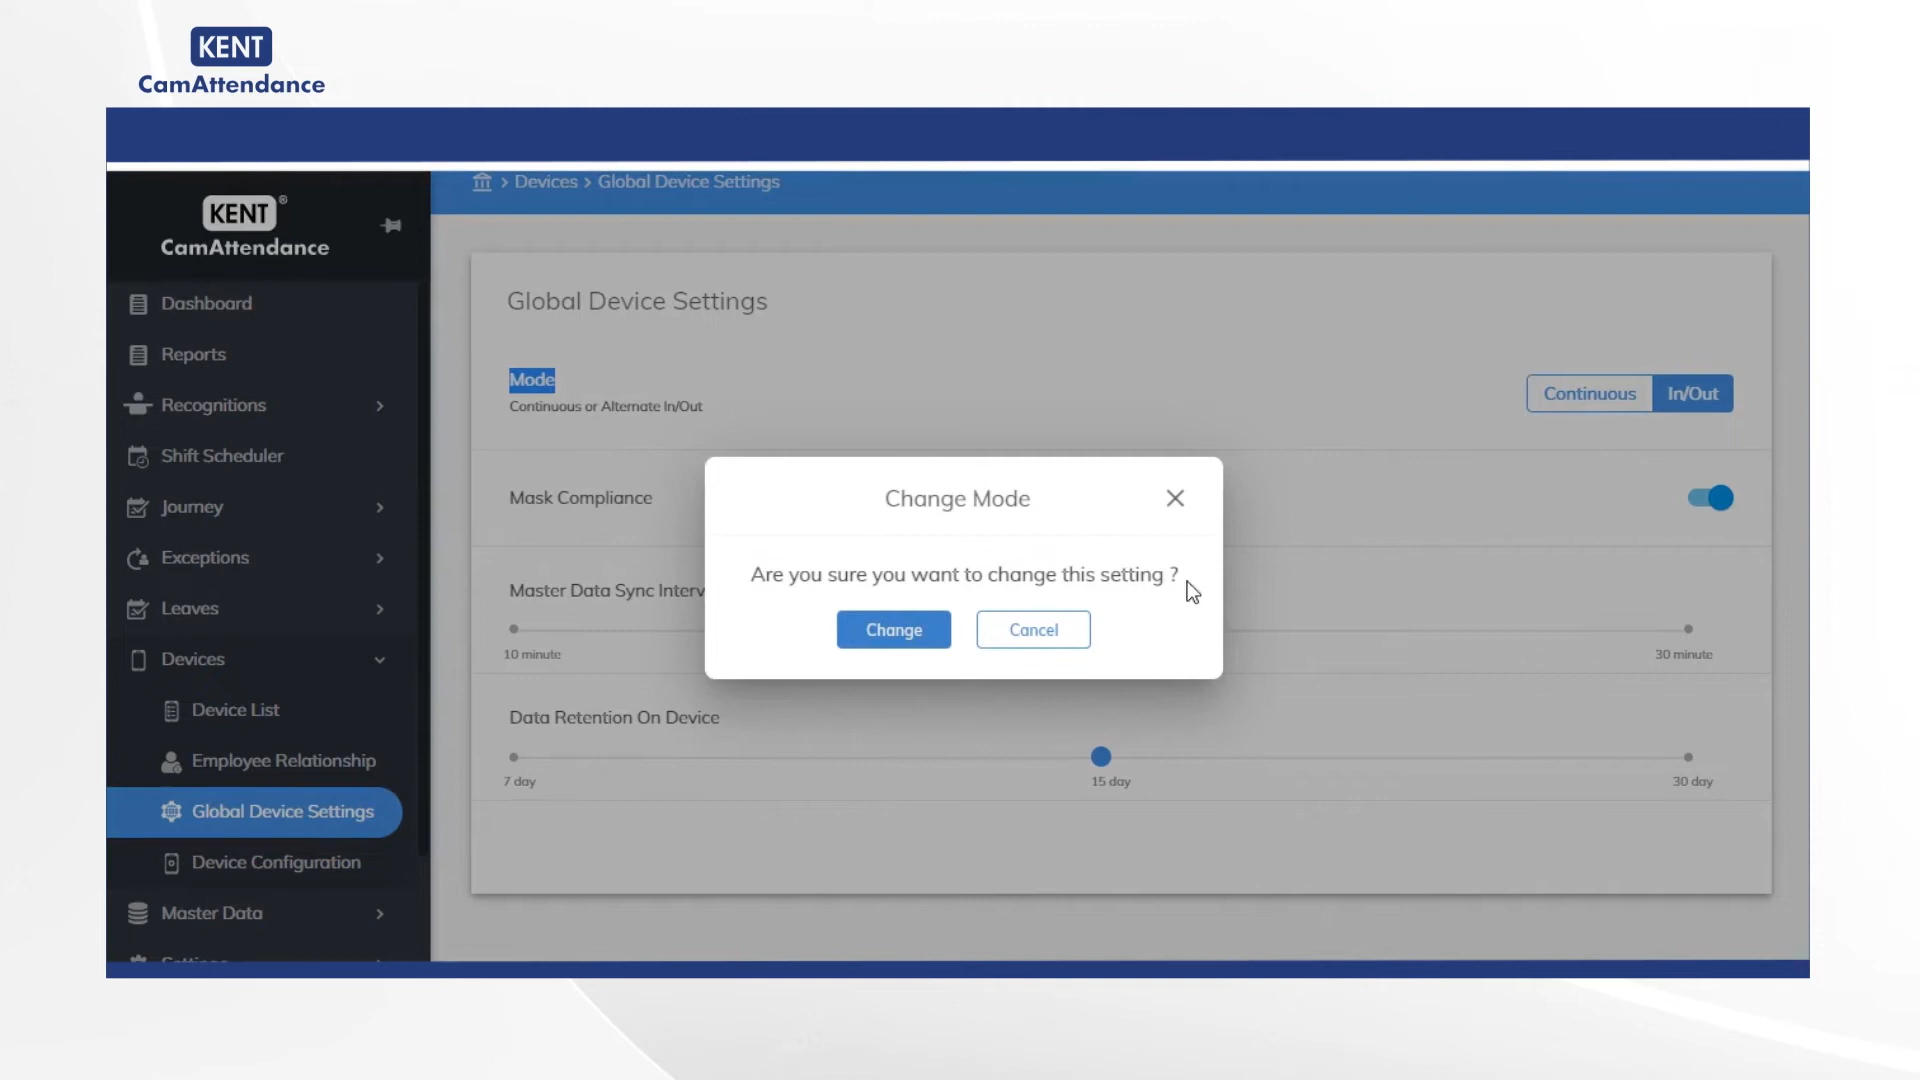 KENT
CamAttendance
KENT®
CamAttendance
Devices > Global Device Settings
Dashboard
Reports
Recognitions
Shift Scheduler
Journey
Exceptions
Leaves
Devices
Device List
Employee Relationship
Global Device Settings
Device Configuration
Master Data
Global Device Settings
Mode
Continuous or Alternate In/Out
Continuous In/Out
Mask Compliance
Master Data Sync Interv
10 minute
30 minute
Data Retention On Device
7 day
15 day
30 day
Change Mode
Are you sure you want to change this setting ?
Change Cancel